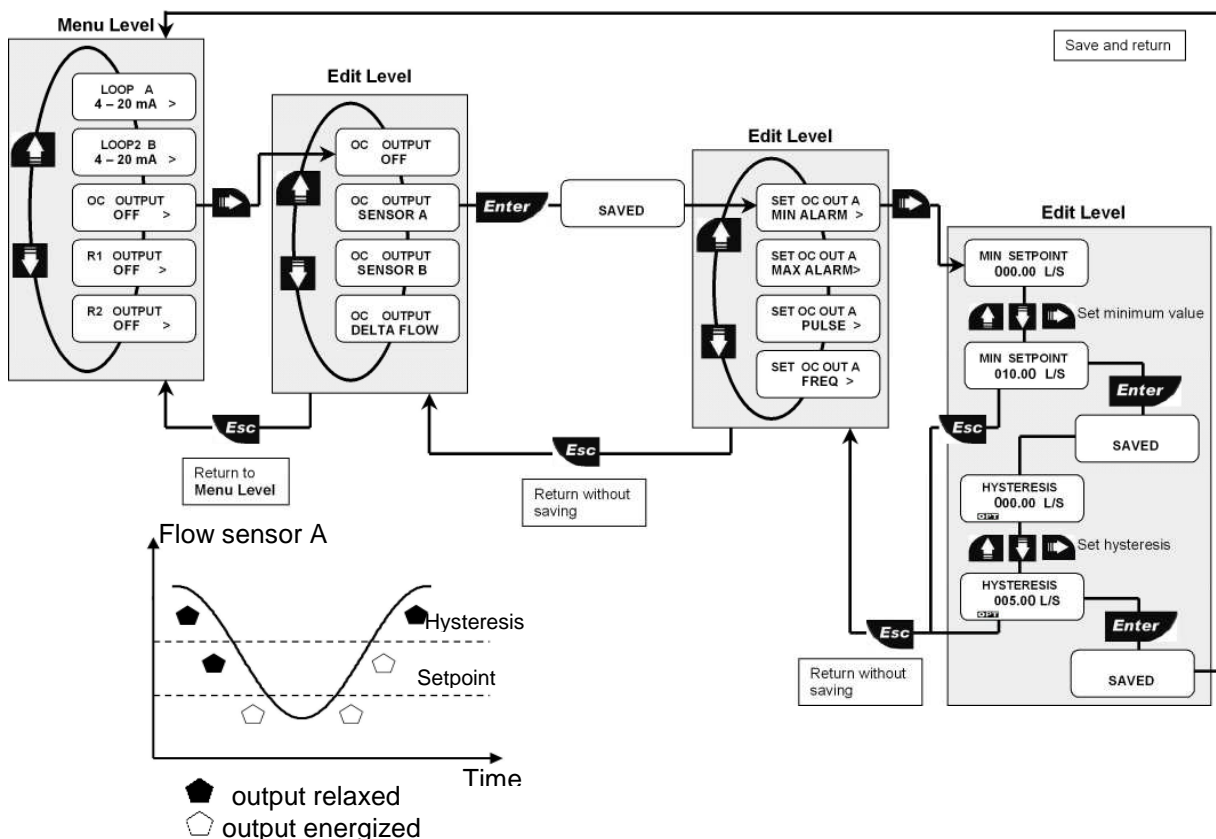 Menu Level
LOOP A
4 – 20 mA >
LOOP2 B
4 – 20 mA >
OC OUTPUT
OFF >
R1 OUTPUT
OFF >
R2 OUTPUT
OFF >
Esc
Return to
Menu Level
Edit Level
OC OUTPUT
OFF
OC OUTPUT
SENSOR A
OC OUTPUT
SENSOR B
OC OUTPUT
DELTA FLOW
Enter
SAVED
Esc
Return without
saving
Edit Level
SET OC OUT A
MIN ALARM >
SET OC OUT A
MAX ALARM>
SET OC OUT A
PULSE >
SET OC OUT A
FREQ >
Save and return
Edit Level
MIN SETPOINT
000.00 L/S
Set minimum value
MIN SETPOINT
010.00 L/S
Enter
Esc
SAVED
HYSTERESIS
000.00 L/S
OPT
Set hysteresis
HYSTERESIS
005.00 L/S
OPT
Enter
Esc
SAVED
Return without
saving
Flow sensor A
Hysteresis
Setpoint
Time
output relaxed
output energized